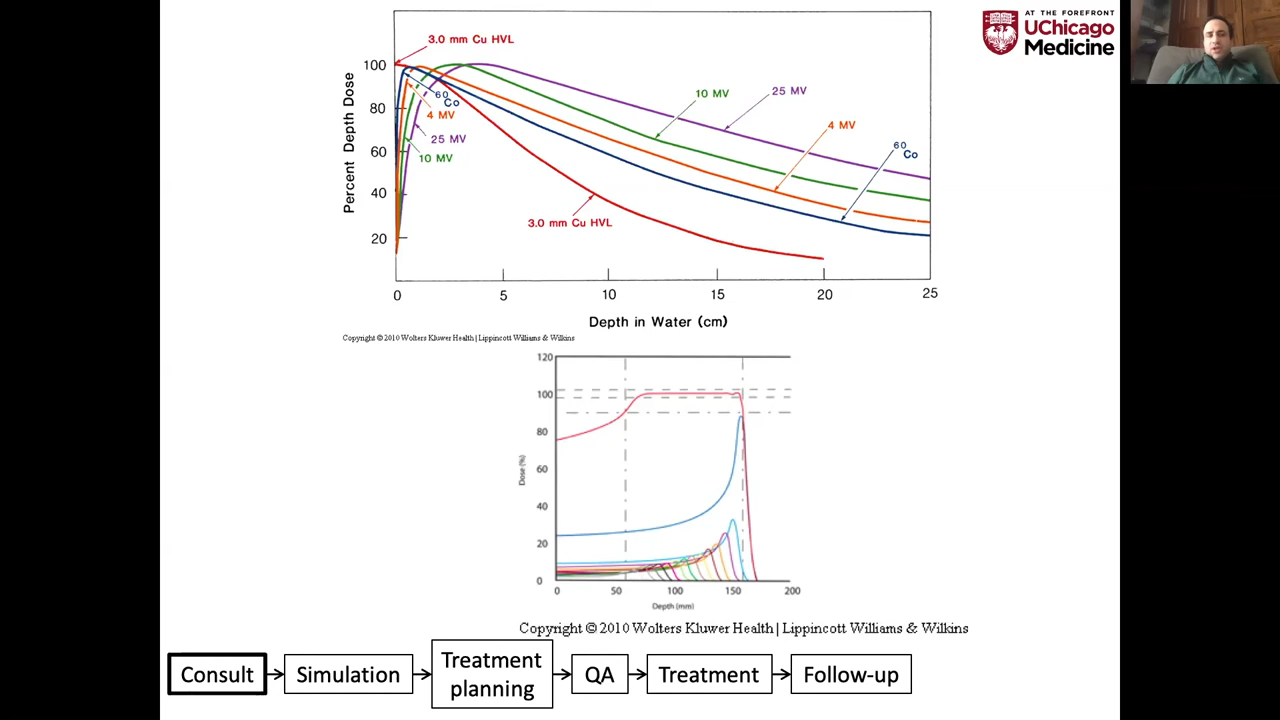 AT THE FOREFRONT
UChicago
Medicine
3.0 mm Cu HVL
100
80
60
40
20
Percent Depth Dose
60
Co
4 MV
25 MV
10 MV
10 MV
25 MV
4 MV
60
Co
3.0 mm Cu HVL
0
5
10
15
20
25
Depth in Water (cm)
Copyright © 2010 Wolters Kluwer Health | Lippincott Williams & Wilkins
120
100
80
60
40
20
0
Dose (%)
0
50
100
150
200
Depth (mm)
Copyright © 2010 Wolters Kluwer Health | Lippincott Williams & Wilkins
Consult
Simulation
Treatment
planning
QA
Treatment
Follow-up